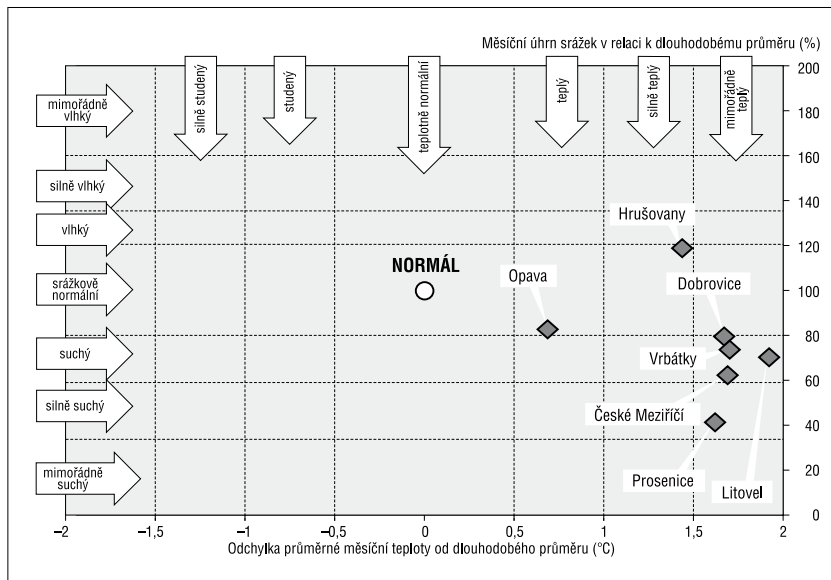 Měsíční úhrn srážek v relaci k dlouhodobému průměru (%)
silně studený
studený
teplotně normální
teplý
silně teplý
mimořádně
teplý
200
180
160
140
120
100
80
60
40
20
0
mimořádně
vlhký
silně vlhký
vlhký
srážkově
normální
suchý
silně suchý
mimořádně
suchý
Hrušovany
NORMÁL
Opava
Dobrovice
Vrbátky
České Meziříčí
Prosenice
Litovel
–2
–1,5
–1
–0,5
0
0,5
1
1,5
2
Odchylka průměrné měsíční teploty od dlouhodobého průměru (°C)